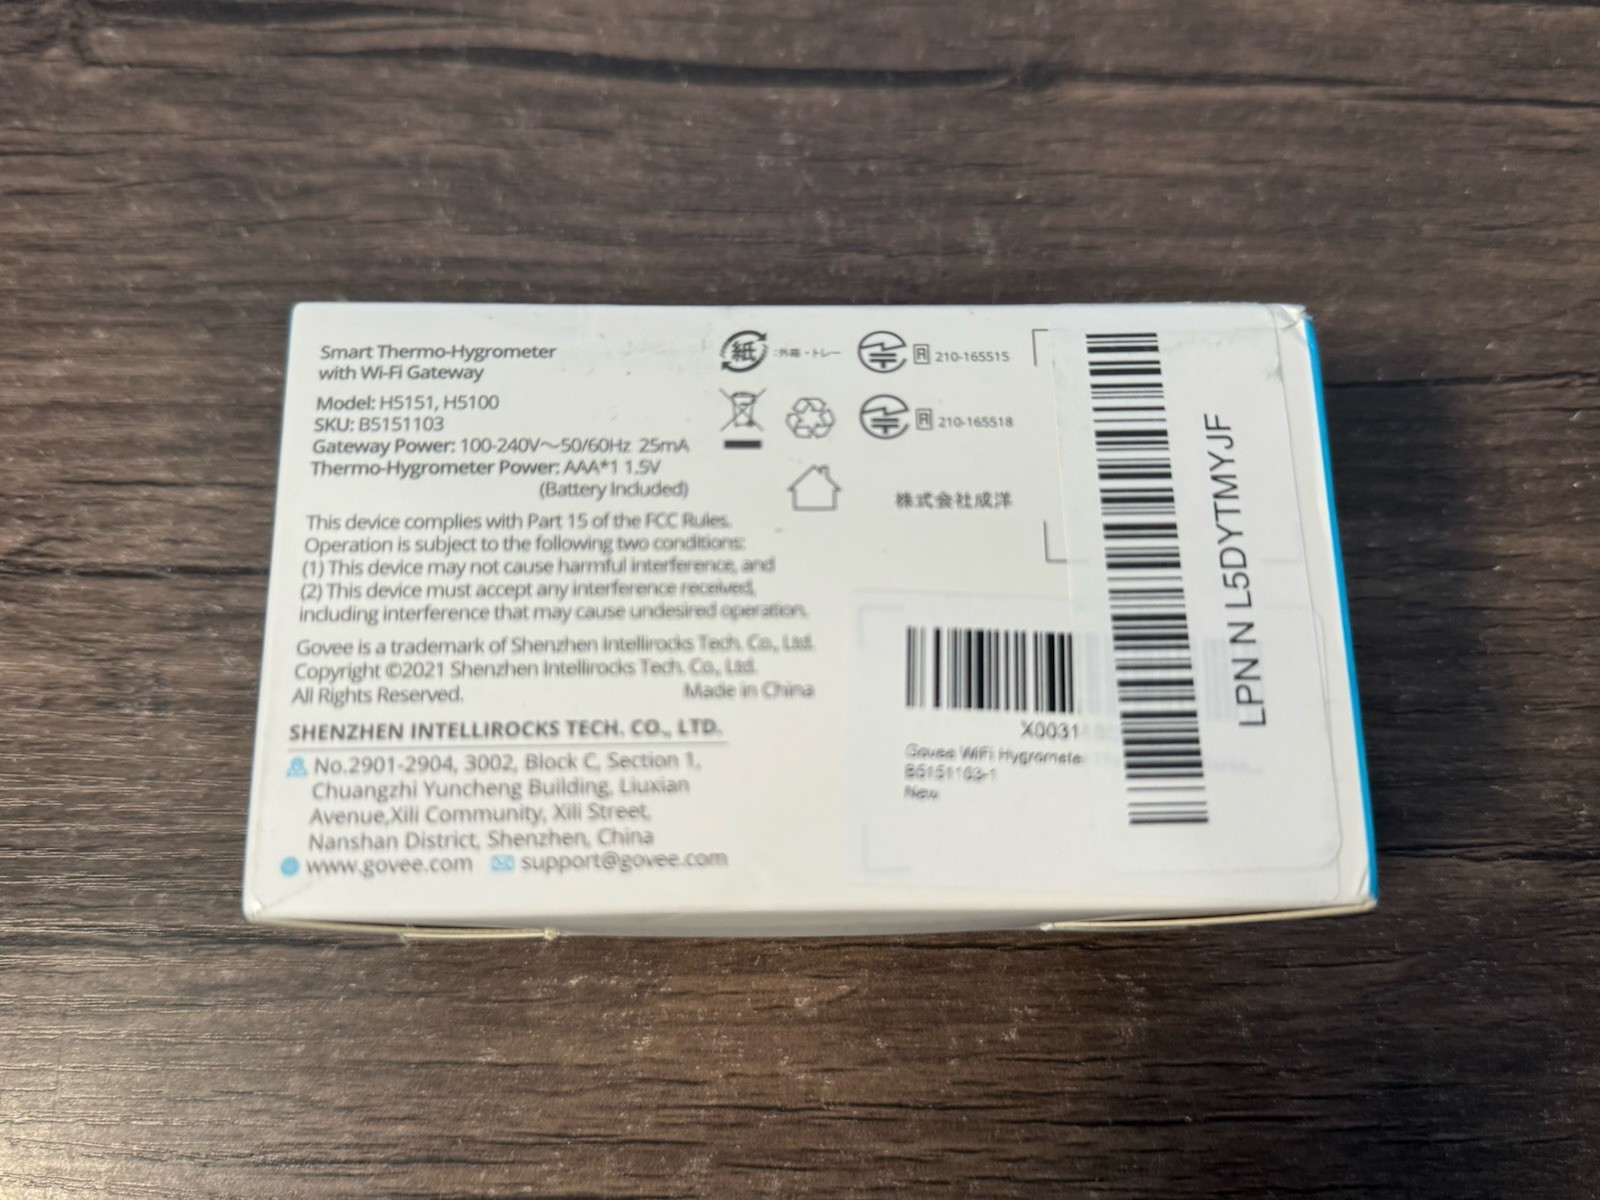 Smart Thermo-Hygrometer
with Wi-Fi Gateway
Model: H5151, H5100
SKU: B5151103
Gateway Power: 100-240V～50/60Hz 25mA
Thermo-Hygrometer Power: AAA*1 1.5V
(Battery Included)
This device complies with Part 15 of the FCC Rules.
Operation is subject to the following two conditions:
(1) This device may not cause harmful interference, and
(2) This device must accept any interference received,
including interference that may cause undesired operation.
Govee is a trademark of Shenzhen Intellirocks Tech. Co., Ltd.
Copyright ©2021 Shenzhen Intellirocks Tech. Co., Ltd.
All Rights Reserved. Made in China
SHENZHEN INTELLIROCKS TECH. CO., LTD.
No.2901-2904, 3002, Block C, Section 1,
Chuangzhi Yuncheng Building, Liuxian
Avenue,Xili Community, Xili Street,
Nanshan District, Shenzhen, China
www.govee.com support@govee.com
紙 :外箱・トレー
R 210-165515
R 210-165518
株式会社成洋
X0031
Govee WiFi Hygromete
B5151103-1
New
LPN N L5DYTMYJF